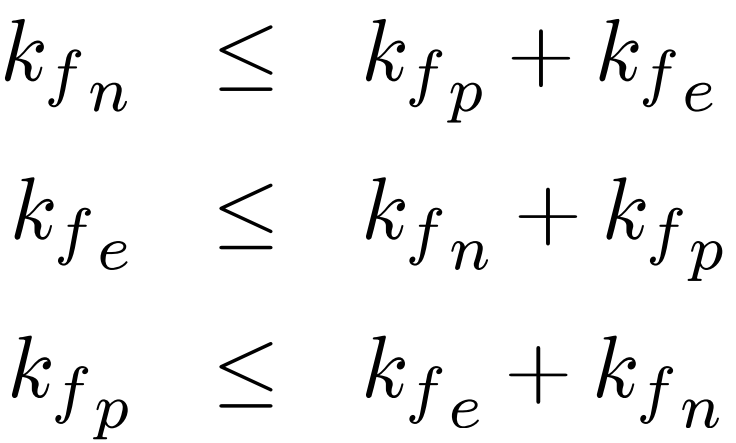 k_{f_n} ≤ k_{f_p} + k_{f_e}
k_{f_e} ≤ k_{f_n} + k_{f_p}
k_{f_p} ≤ k_{f_e} + k_{f_n}